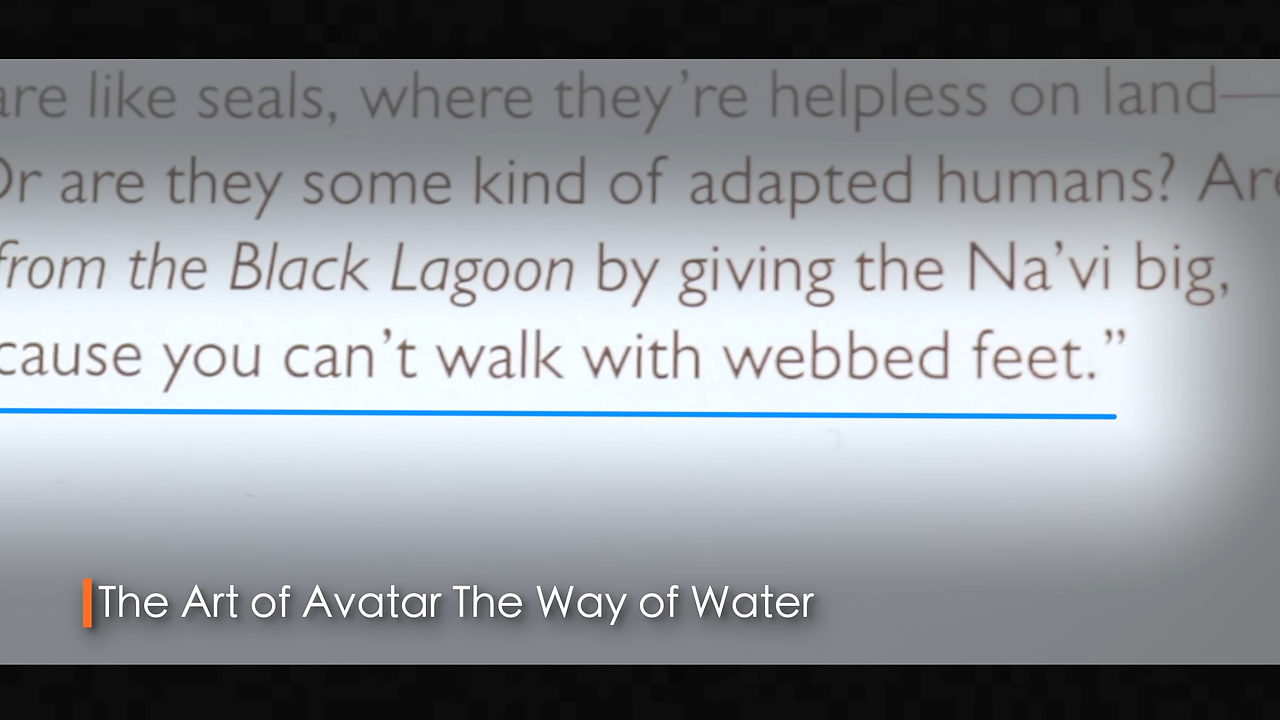 are like seals, where they're helpless on land—
Or are they some kind of adapted humans? Are
from the Black Lagoon by giving the Na'vi big,
cause you can't walk with webbed feet.”
The Art of Avatar The Way of Water